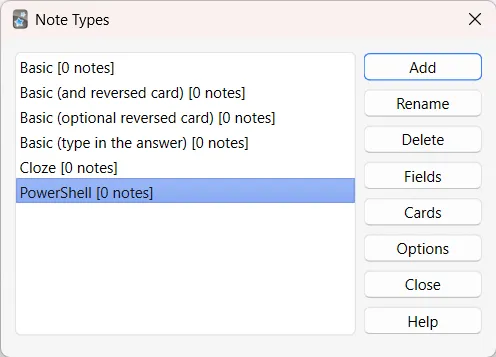 Note Types
Basic [0 notes]
Basic (and reversed card) [0 notes]
Basic (optional reversed card) [0 notes]
Basic (type in the answer) [0 notes]
Cloze [0 notes]
PowerShell [0 notes]
Add
Rename
Delete
Fields
Cards
Options
Close
Help